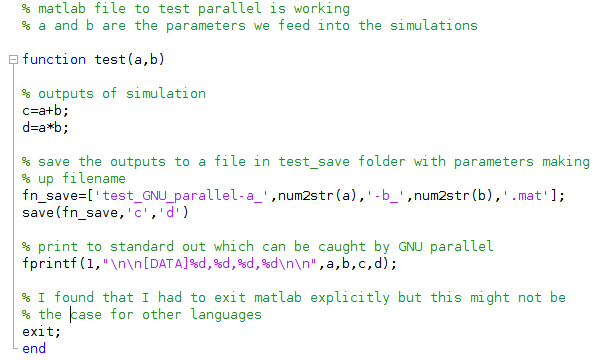 % matlab file to test parallel is working
% a and b are the parameters we feed into the simulations
function test(a,b)
% outputs of simulation
c=a+b;
d=a*b;
% save the outputs to a file in test_save folder with parameters making
% up filename
fn_save=['test_GNU_parallel-a_',num2str(a),'-b_',num2str(b),'.mat'];
save(fn_save,'c','d')
% print to standard out which can be caught by GNU parallel
fprintf(1,"\n\n[DATA]%d,%d,%d,%d\n\n",a,b,c,d);
% I found that I had to exit matlab explicitly but this might not be
% the case for other languages
exit;
end